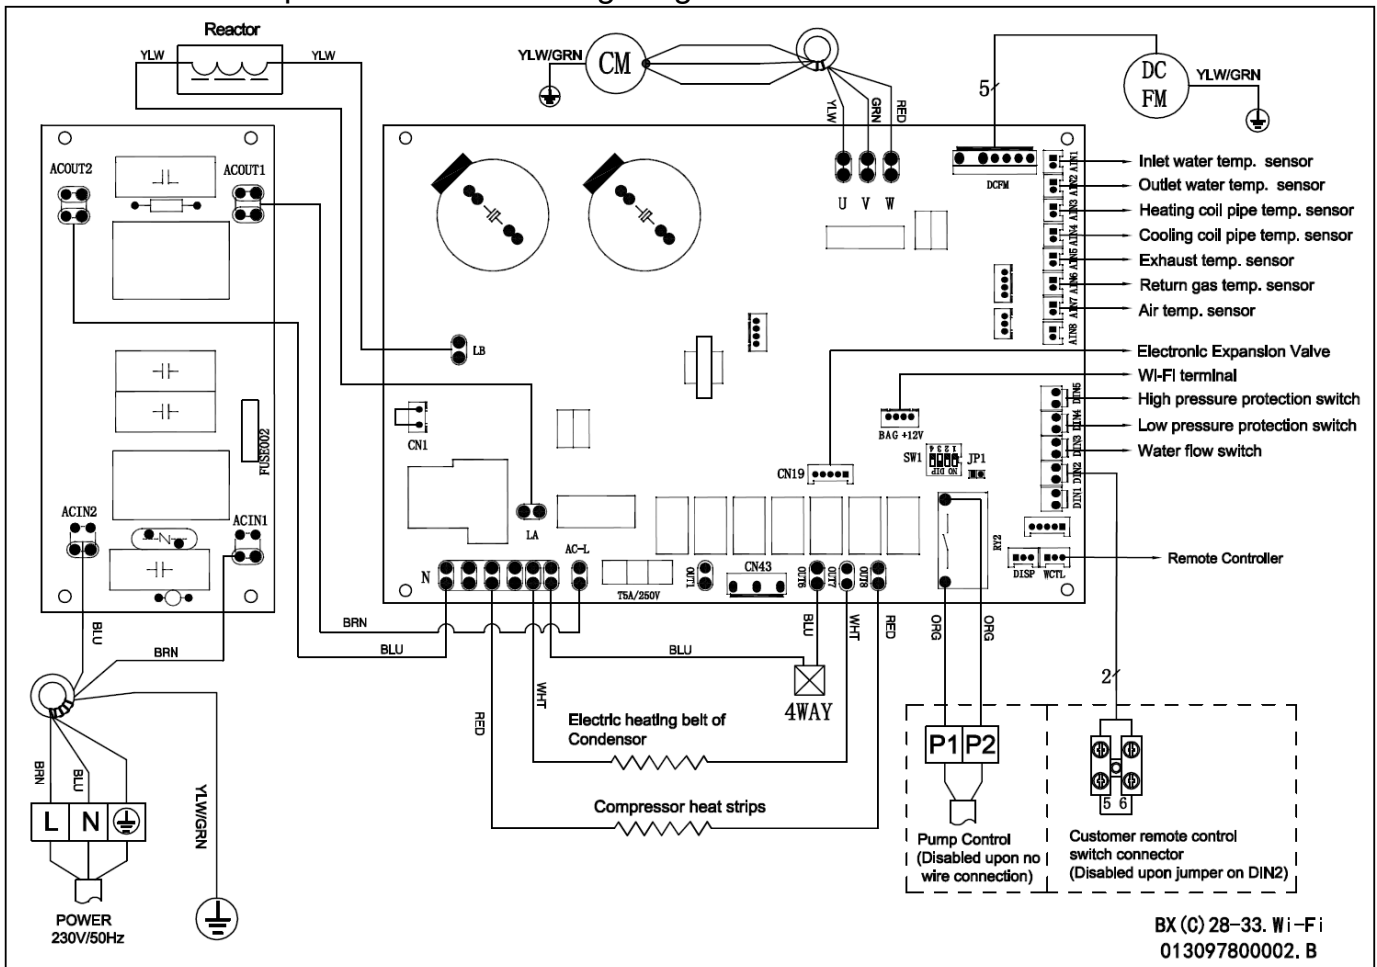 Reactor
YLW
YLW
YLW/GRN
CM
YLW
GRN
RED
5
DC
FM
YLW/GRN
ACOUT2
ACOUT1
U
V
W
DCFM
AIN1
AIN2
AIN3
AIN4
AIN5
AIN6
AIN7
AIN8
Inlet water temp. sensor
Outlet water temp. sensor
Heating coil pipe temp. sensor
Cooling coil pipe temp. sensor
Exhaust temp. sensor
Return gas temp. sensor
Air temp. sensor
LB
Electronic Expansion Valve
WI-FI terminal
High pressure protection switch
Low pressure protection switch
Water flow switch
DIN5
DIN4
DIN3
DIN2
DIN1
FUSE002
CN1
BAG +12V
SW1
1 2 3 4
NO DIP
JP1
CN19
ACIN2
ACIN1
N
LA
AC-L
T5A/250V
OUT1
CN43
OUT6
OUT7
OUT8
RY2
DISP
WCTL
Remote Controller
BLU
BRN
BRN
BLU
BLU
BLU
WHT
RED
ORG
ORG
RED
WHT
4WAY
2
Electric heating belt of
Condensor
Compressor heat strips
P1
P2
5 6
Pump Control
(Disabled upon no
wire connection)
Customer remote control
switch connector
(Disabled upon jumper on DIN2)
BRN
BLU
YLW/GRN
L
N
POWER
230V/50Hz
BX(C)28-33.Wi-Fi
013097800002.B